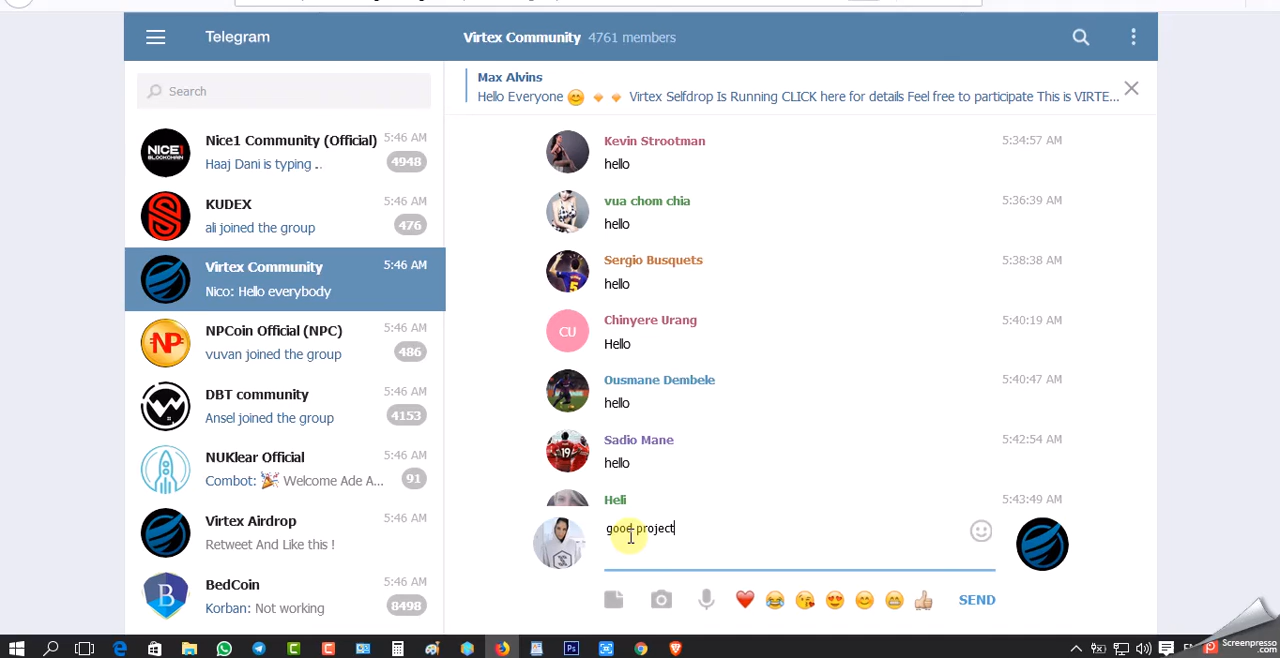 Telegram
Virtex Community 4761 members
Search
Max Alvins
Hello Everyone 😊 🔸 🔸 Virtex Selfdrop Is Running CLICK here for details Feel free to participate This is VIRTE...
Nice1 Community (Official) 5:46 AM
Haaj Dani is typing ..
4948
KUDEX 5:46 AM
ali joined the group 476
Virtex Community 5:46 AM
Nico: Hello everybody
NPCoin Official (NPC) 5:46 AM
vuvan joined the group 486
DBT community 5:46 AM
Ansel joined the group 4153
NUKlear Official 5:46 AM
Combot: 🎉 Welcome Ade A... 91
Virtex Airdrop 5:46 AM
Retweet And Like this !
BedCoin 5:46 AM
Korban: Not working 8498
NICE1
BLOCKCHAIN
NP
B
Kevin Strootman 5:34:57 AM
hello
vua chom chia 5:36:39 AM
hello
Sergio Busquets 5:38:38 AM
hello
CU
Chinyere Urang 5:40:19 AM
Hello
Ousmane Dembele 5:40:47 AM
hello
Sadio Mane 5:42:54 AM
hello
19
Heli 5:43:49 AM
project
❤️ 😂 😘 😍 😊 😁 👍 SEND
Ps
Screenpresso
.com